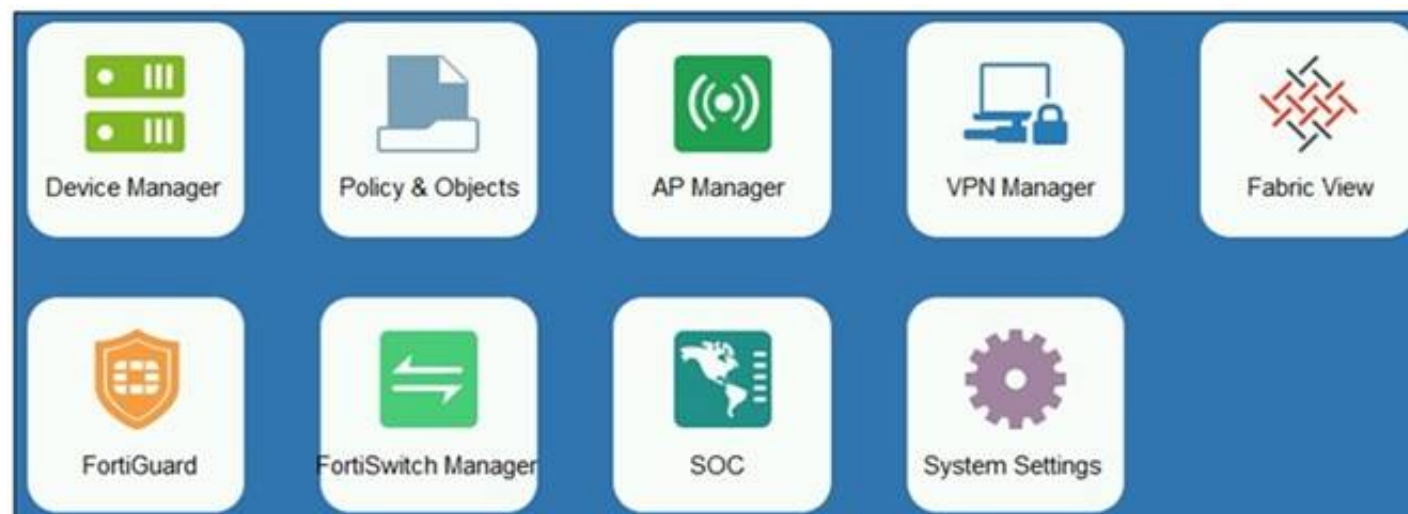 Device Manager
Policy & Objects
AP Manager
VPN Manager
Fabric View
FortiGuard
FortiSwitch Manager
SOC
System Settings